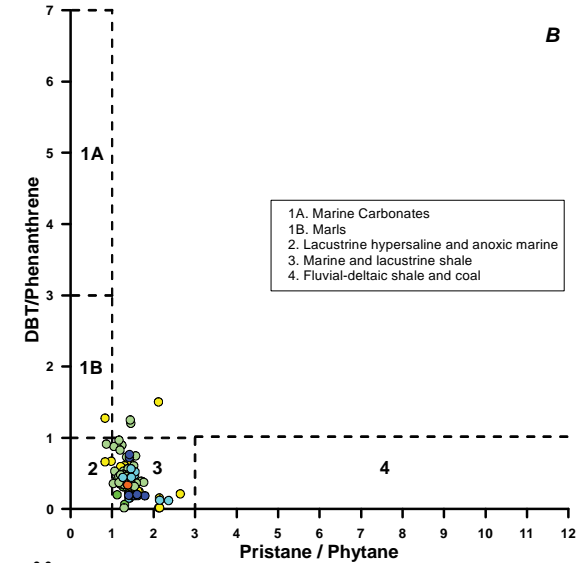 B
7
6
5
4
3
2
1
0
DBT/Phenanthrene
1A
1B
2
3
4
1A. Marine Carbonates
1B. Marls
2. Lacustrine hypersaline and anoxic marine
3. Marine and lacustrine shale
4. Fluvial-deltaic shale and coal
0 1 2 3 4 5 6 7 8 9 10 11 12
Pristane / Phytane